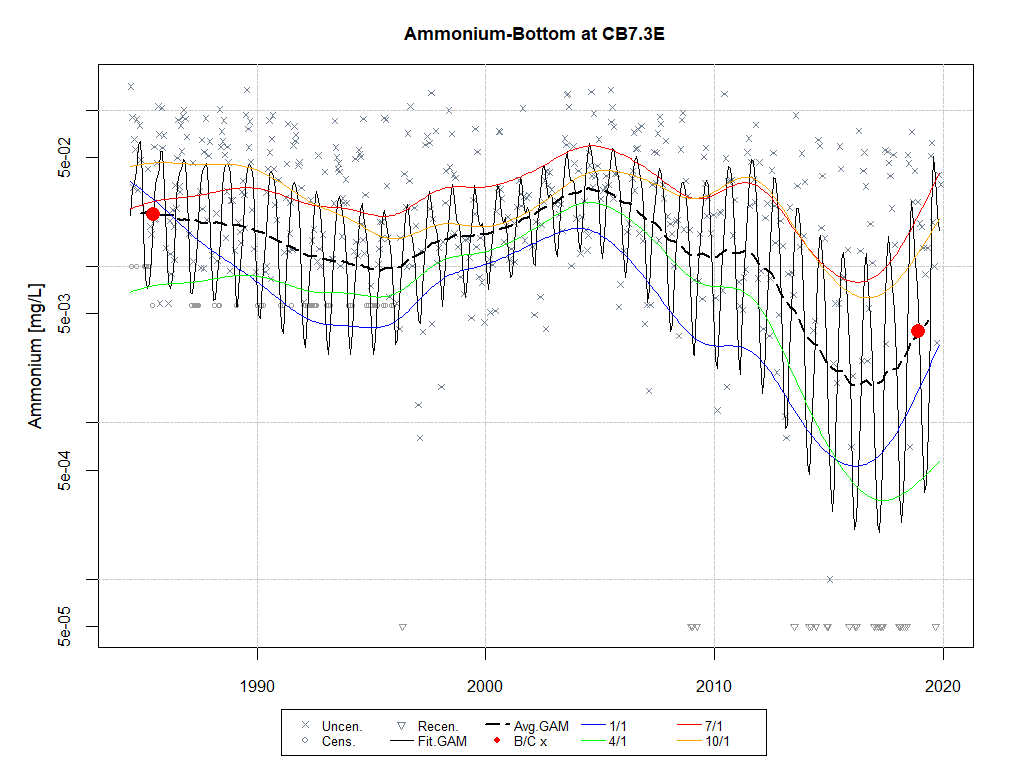 Ammonium-Bottom at CB7.3E
Ammonium [mg/L]
5e-02
5e-03
5e-04
5e-05
1990 2000 2010 2020
Uncen. Recen. Avg.GAM 1/1 7/1
Cens. Fit.GAM B/C x 4/1 10/1